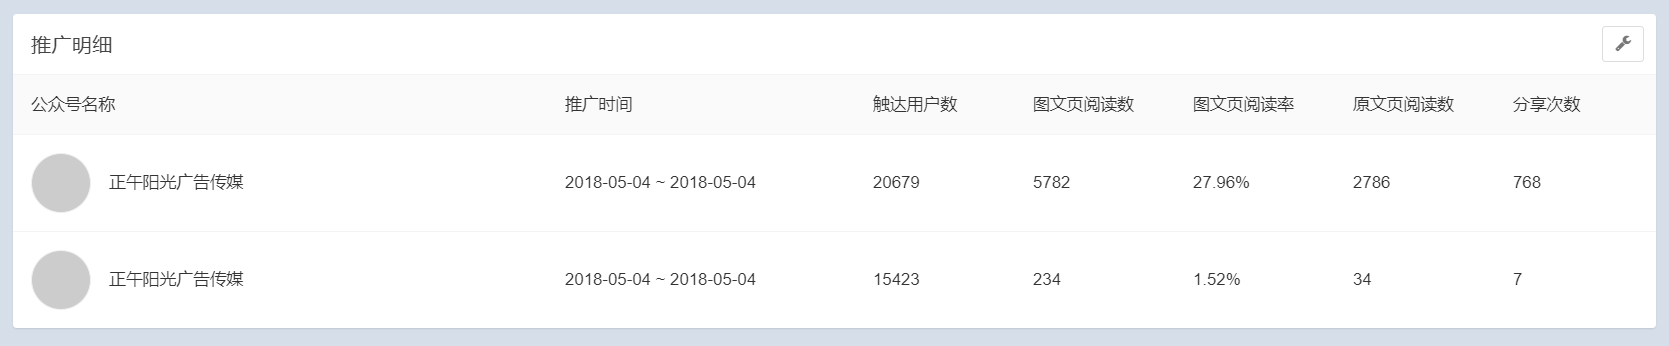 推广明细
公众号名称 推广时间 触达用户数 图文页阅读数 图文页阅读率 原文页阅读数 分享次数
正午阳光广告传媒 2018-05-04 ~ 2018-05-04 20679 5782 27.96% 2786 768
正午阳光广告传媒 2018-05-04 ~ 2018-05-04 15423 234 1.52% 34 7